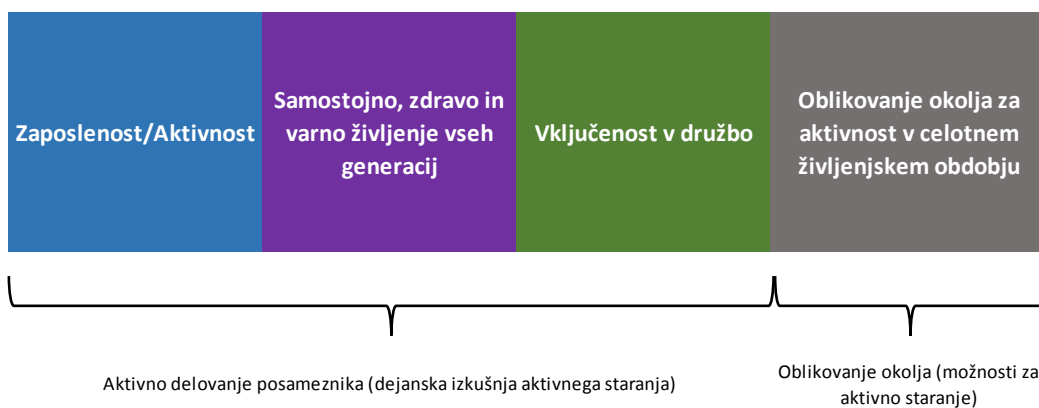 Zaposlenost/Aktivnost
Samostojno, zdravo in
varno življenje vseh
generacij
Vključenost v družbo
Oblikovanje okolja za
aktivnost v celotnem
življenjskem obdobju
Aktivno delovanje posameznika (dejanska izkušnja aktivnega staranja)
Oblikovanje okolja (možnosti za
aktivno staranje)